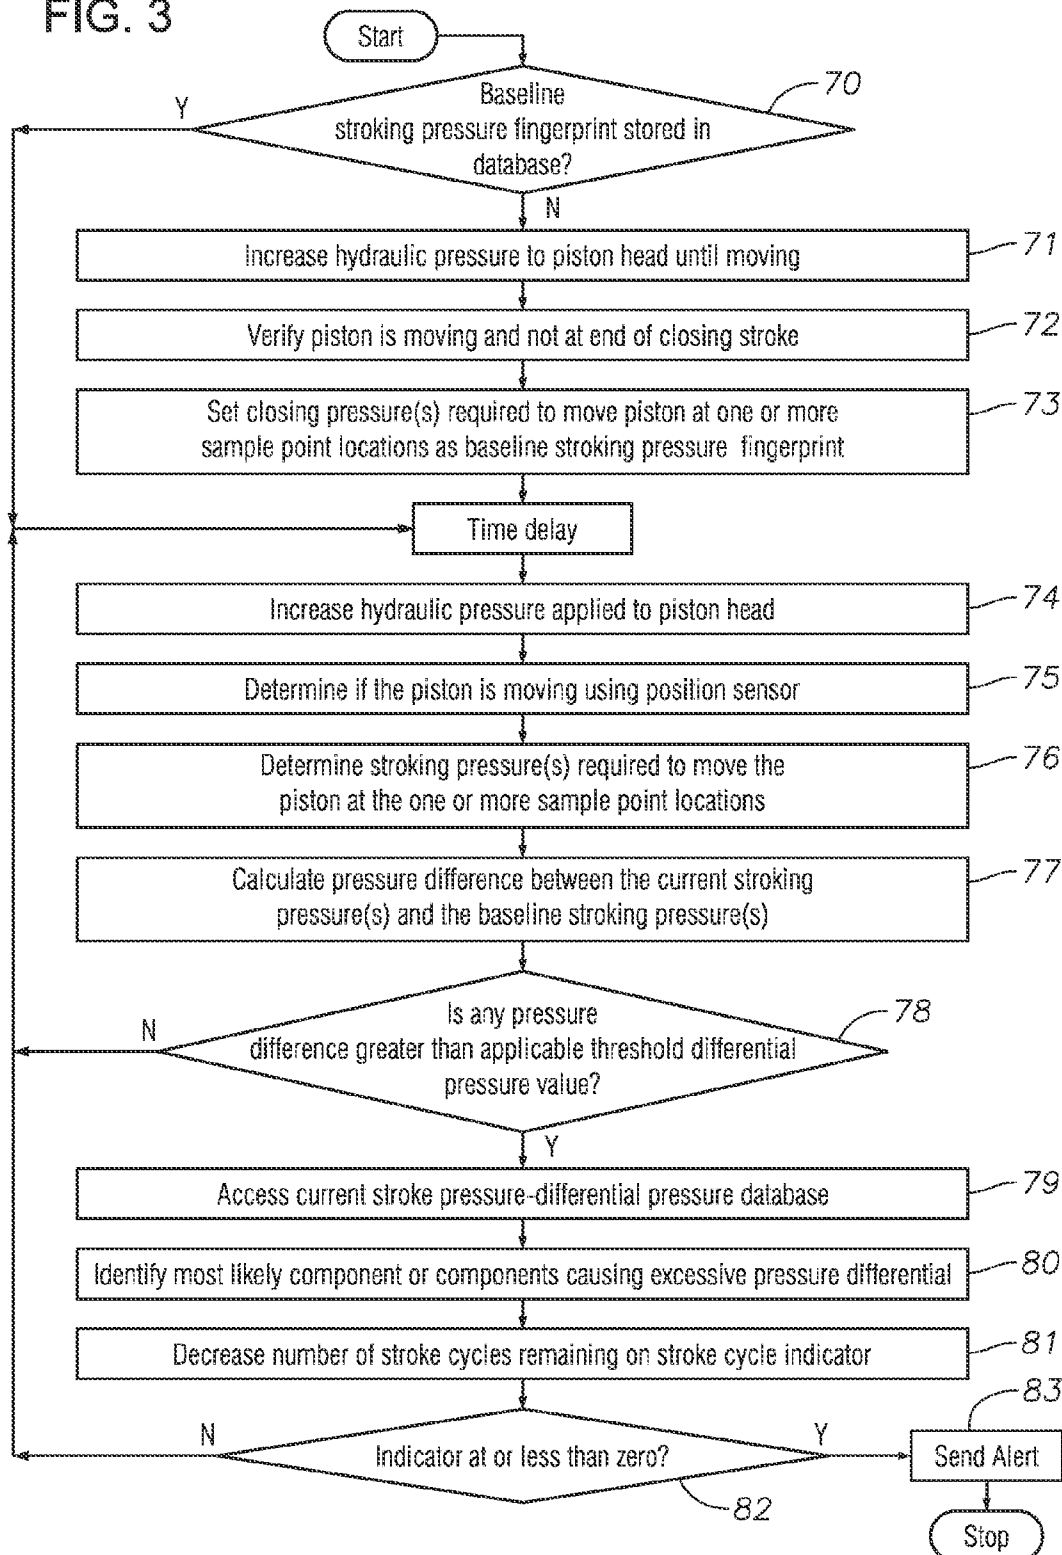 FIG. 3
Start
Baseline
stroking pressure fingerprint stored in
database?
70
Y
N
Increase hydraulic pressure to piston head until moving
71
Verify piston is moving and not at end of closing stroke
72
Set closing pressure(s) required to move piston at one or more
sample point locations as baseline stroking pressure fingerprint
73
Time delay
Increase hydraulic pressure applied to piston head
74
Determine if the piston is moving using position sensor
75
Determine stroking pressure(s) required to move the
piston at the one or more sample point locations
76
Calculate pressure difference between the current stroking
pressure(s) and the baseline stroking pressure(s)
77
Is any pressure
difference greater than applicable threshold differential
pressure value?
78
N
Y
Access current stroke pressure-differential pressure database
79
Identify most likely component or components causing excessive pressure differential
80
Decrease number of stroke cycles remaining on stroke cycle indicator
81
Indicator at or less than zero?
82
N
Y
Send Alert
83
Stop